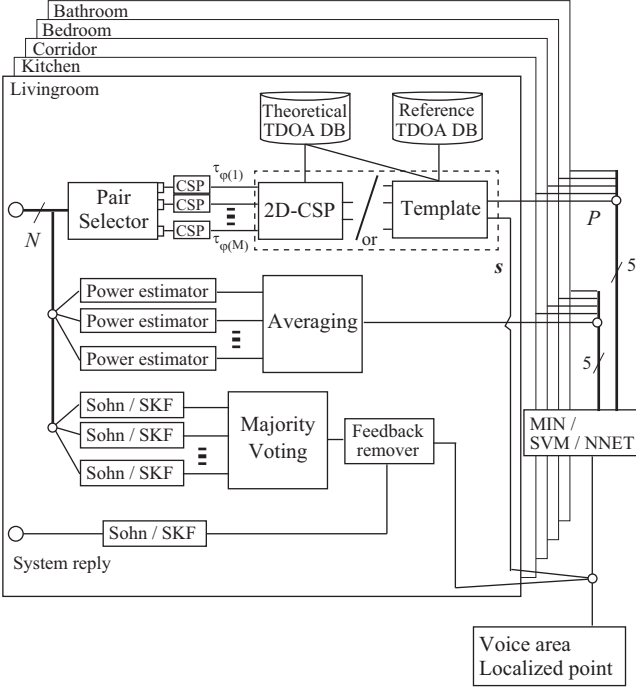 Bathroom
Bedroom
Corridor
Kitchen
Livingroom
Theoretical
TDOA DB
Reference
TDOA DB
τφ(1)
CSP
CSP
CSP
τφ(M)
Pair
Selector
2D-CSP
or
Template
N
P
s
5
5
Power estimator
Power estimator
Power estimator
Averaging
Sohn / SKF
Sohn / SKF
Sohn / SKF
Majority
Voting
Feedback
remover
MIN /
SVM / NNET
Sohn / SKF
System reply
Voice area
Localized point